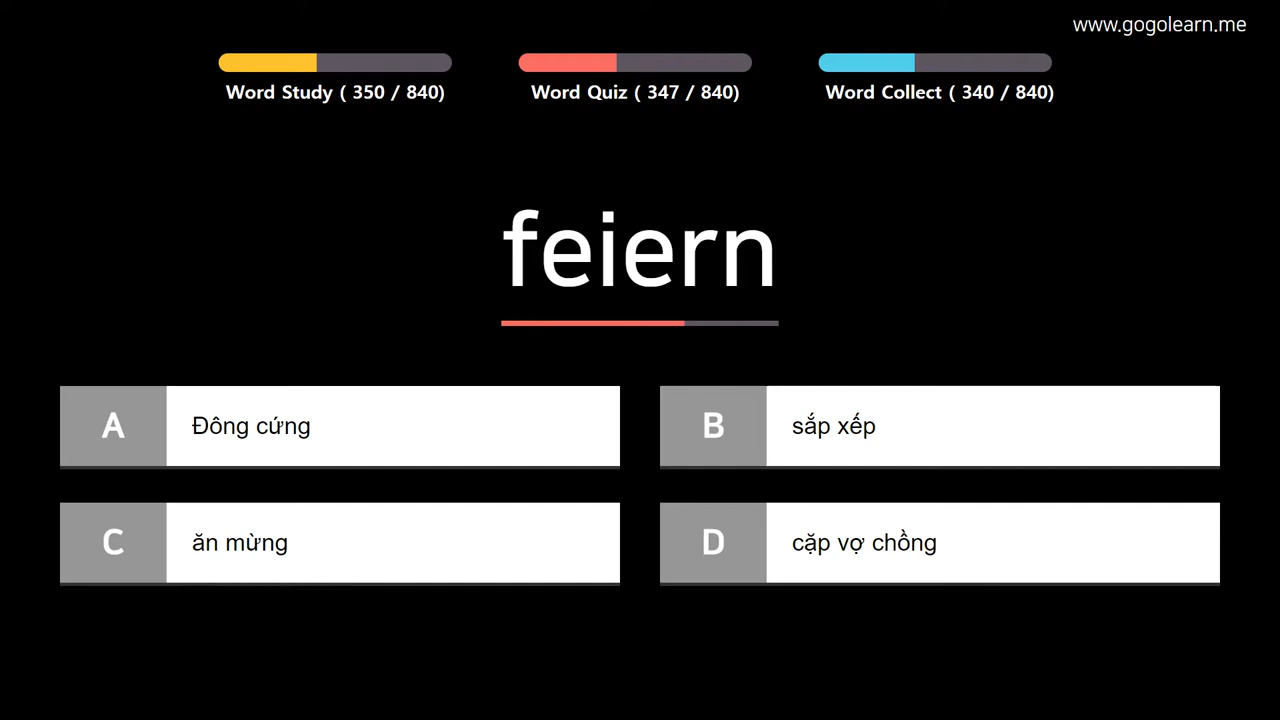 www.gogolearn.me
Word Study ( 350 / 840)
Word Quiz ( 347 / 840)
Word Collect ( 340 / 840)
feiern
A
Đông cứng
B
sắp xếp
C
ăn mừng
D
cặp vợ chồng